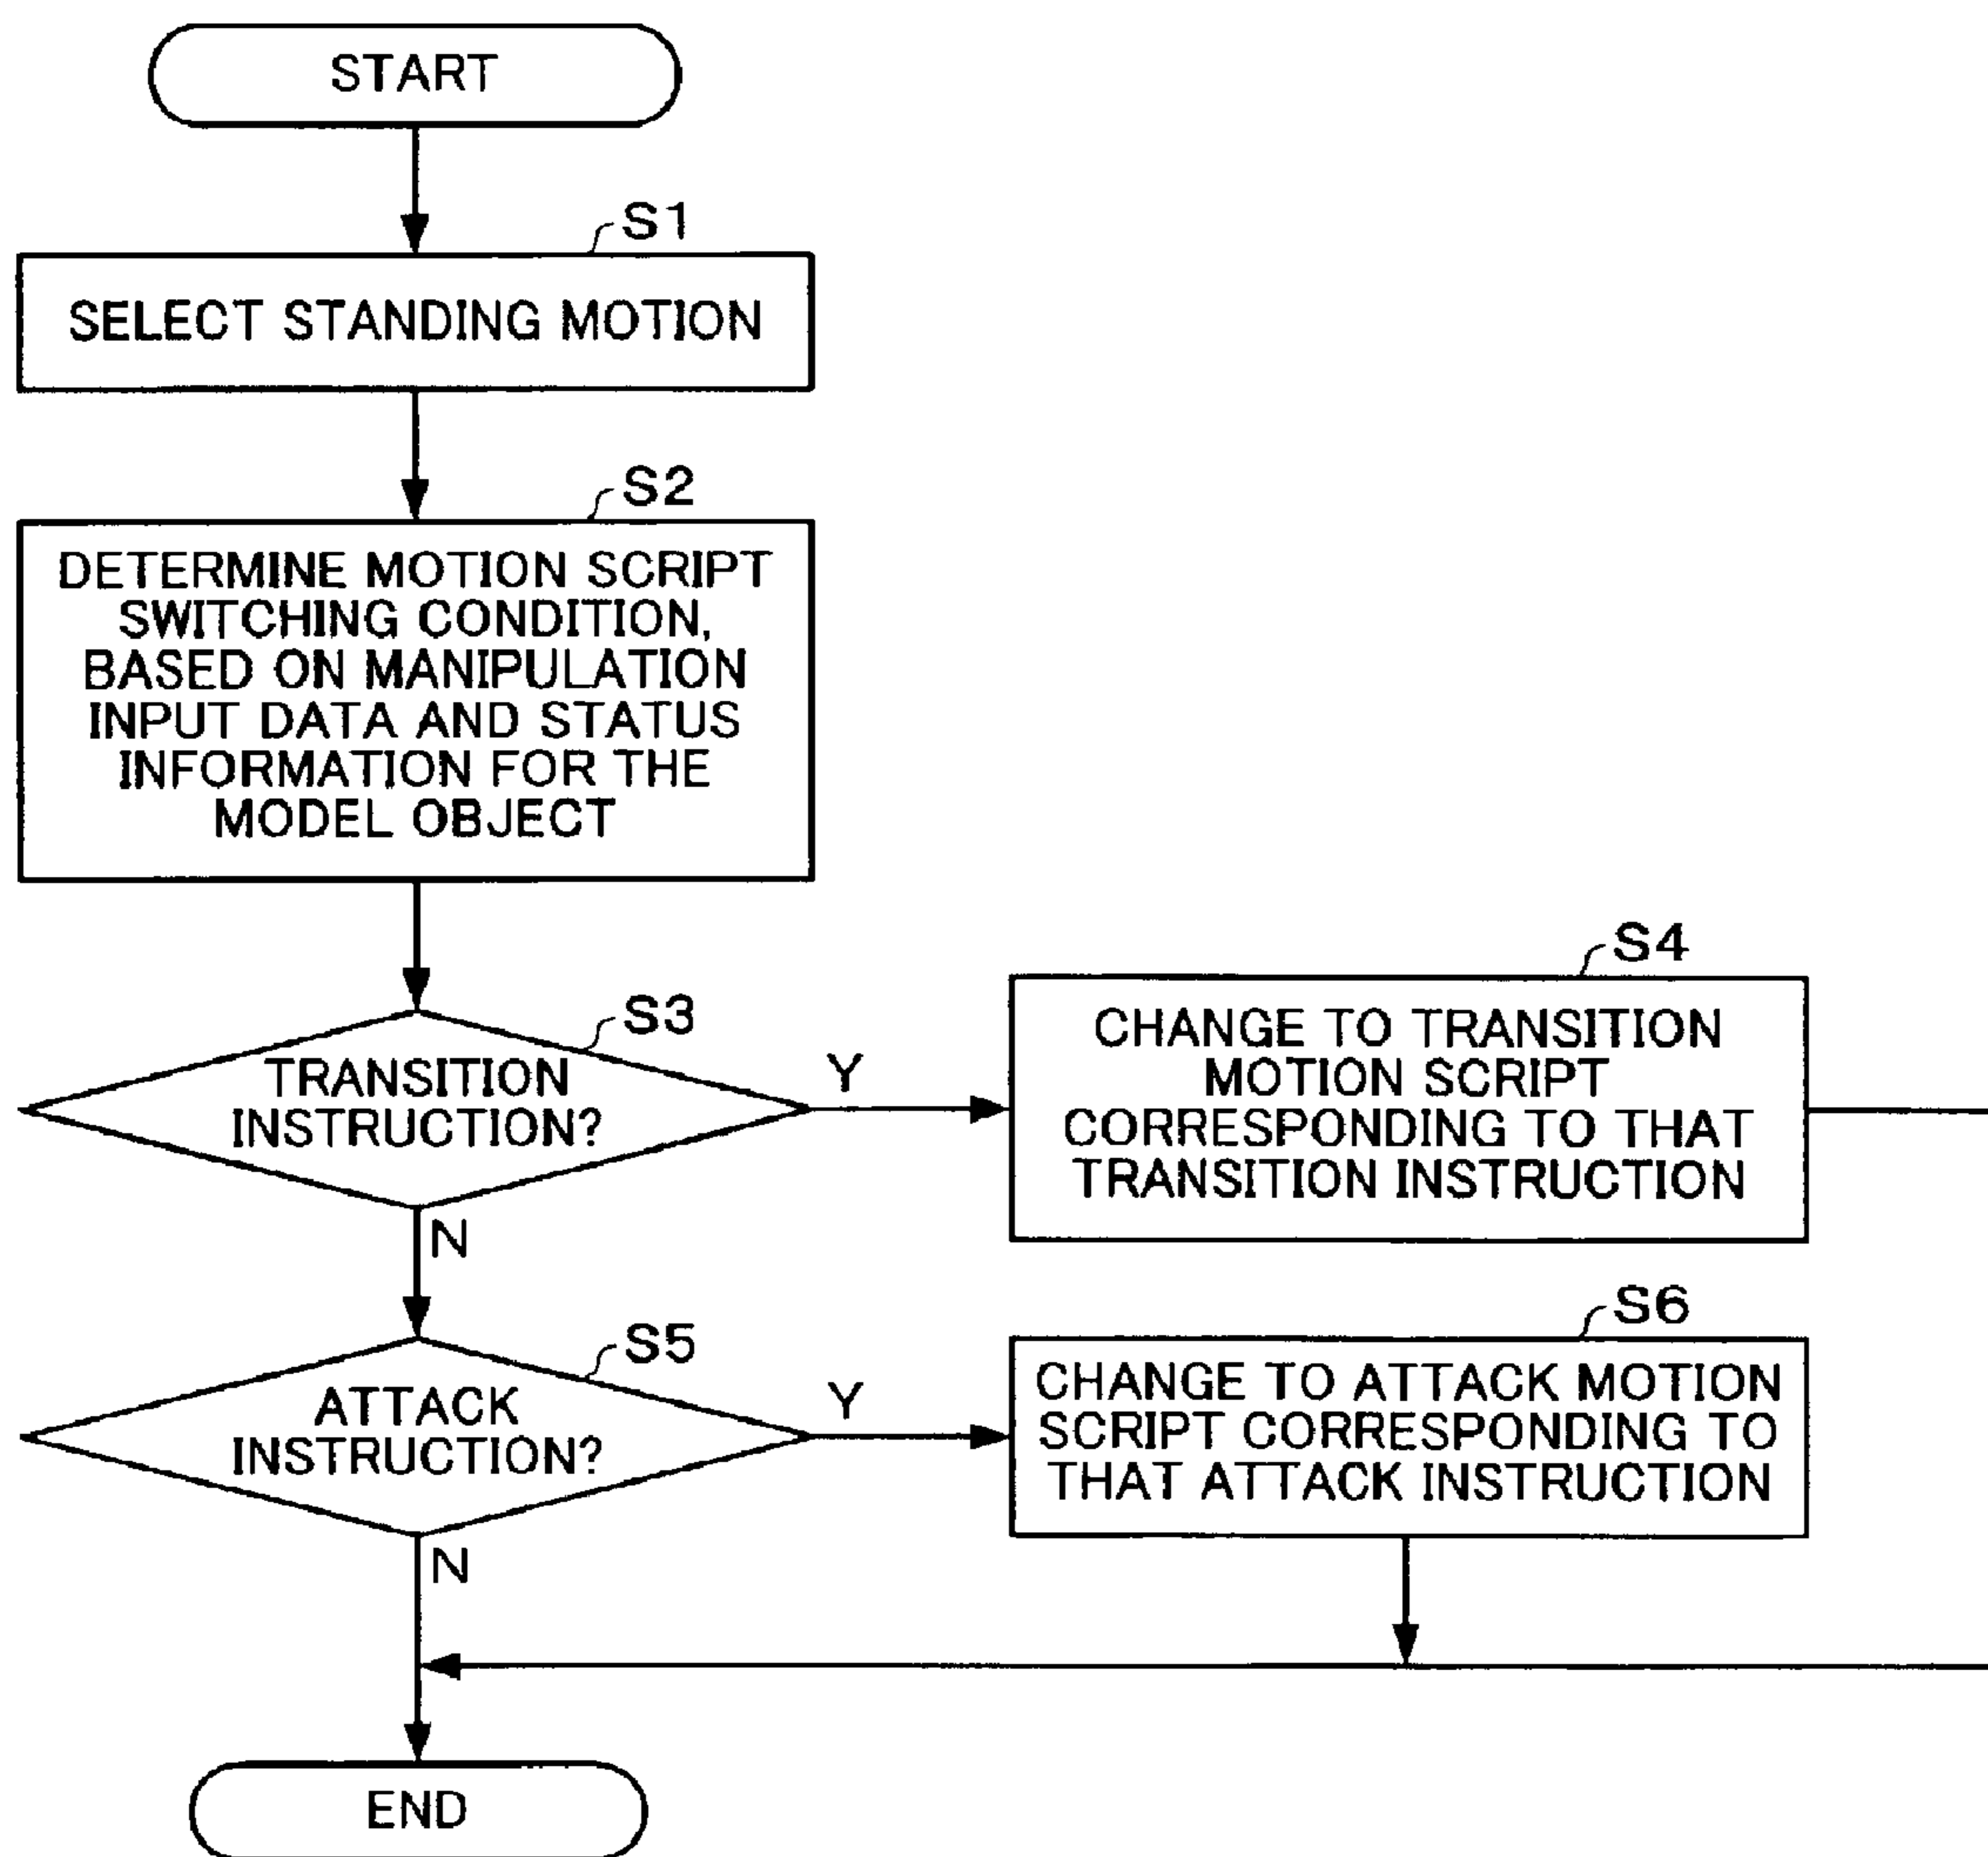 START
S1
SELECT STANDING MOTION
S2
DETERMINE MOTION SCRIPT
SWITCHING CONDITION,
BASED ON MANIPULATION
INPUT DATA AND STATUS
INFORMATION FOR THE
MODEL OBJECT
S3
TRANSITION
INSTRUCTION?
Y
N
S4
CHANGE TO TRANSITION
MOTION SCRIPT
CORRESPONDING TO THAT
TRANSITION INSTRUCTION
S5
ATTACK
INSTRUCTION?
Y
N
S6
CHANGE TO ATTACK MOTION
SCRIPT CORRESPONDING TO
THAT ATTACK INSTRUCTION
END